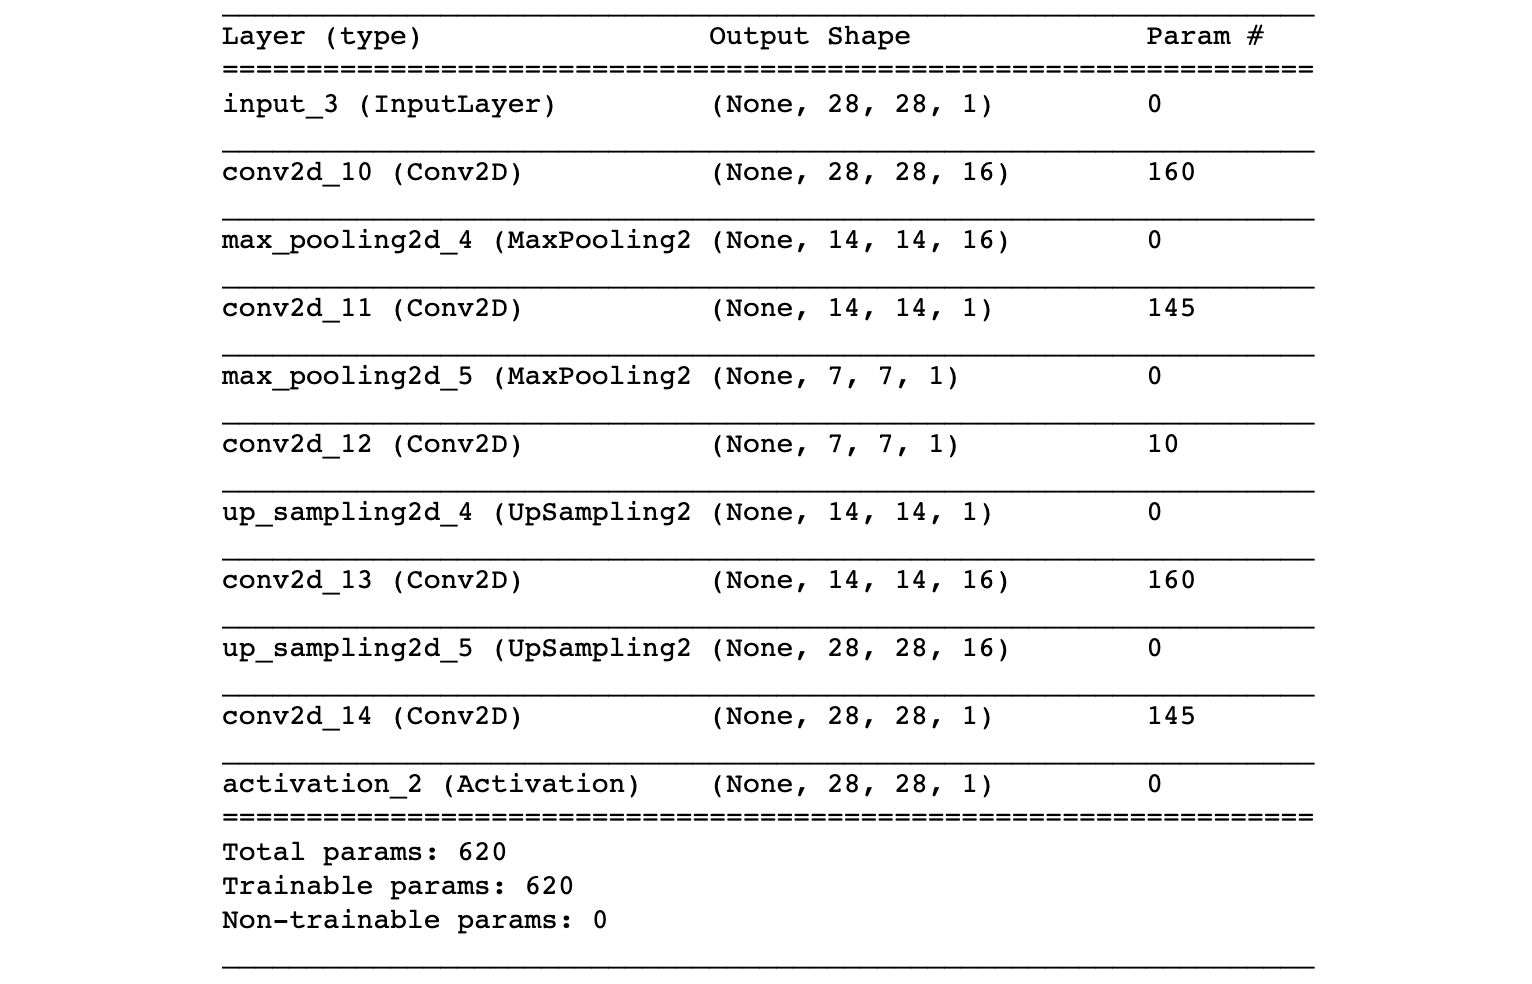 Layer (type) Output Shape Param #
=================================================================
input_3 (InputLayer) (None, 28, 28, 1) 0
conv2d_10 (Conv2D) (None, 28, 28, 16) 160
max_pooling2d_4 (MaxPooling2 (None, 14, 14, 16) 0
conv2d_11 (Conv2D) (None, 14, 14, 1) 145
max_pooling2d_5 (MaxPooling2 (None, 7, 7, 1) 0
conv2d_12 (Conv2D) (None, 7, 7, 1) 10
up_sampling2d_4 (UpSampling2 (None, 14, 14, 1) 0
conv2d_13 (Conv2D) (None, 14, 14, 16) 160
up_sampling2d_5 (UpSampling2 (None, 28, 28, 16) 0
conv2d_14 (Conv2D) (None, 28, 28, 1) 145
activation_2 (Activation) (None, 28, 28, 1) 0
=================================================================
Total params: 620
Trainable params: 620
Non-trainable params: 0